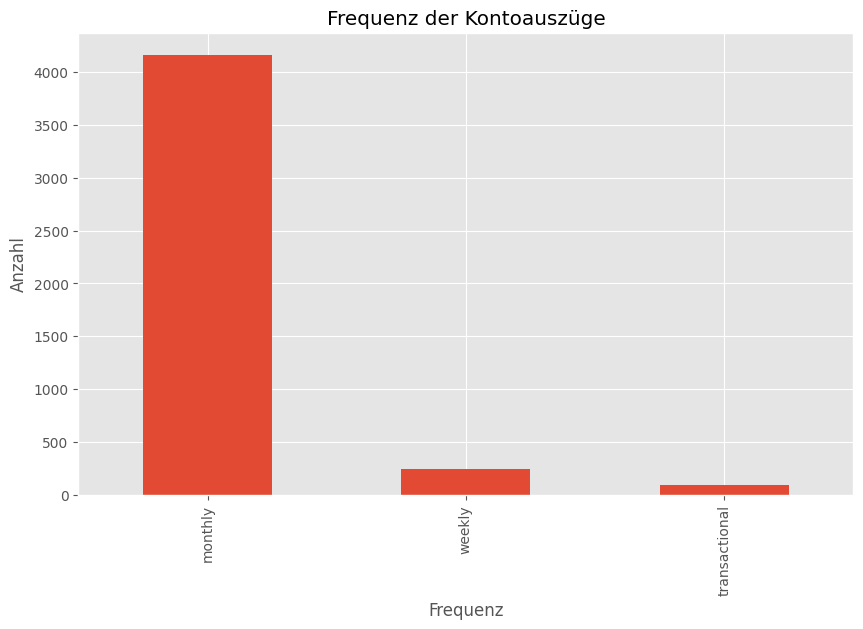 Frequenz der Kontoauszüge
Anzahl
4000
3500
3000
2500
2000
1500
1000
500
0
monthly
weekly
transactional
Frequenz